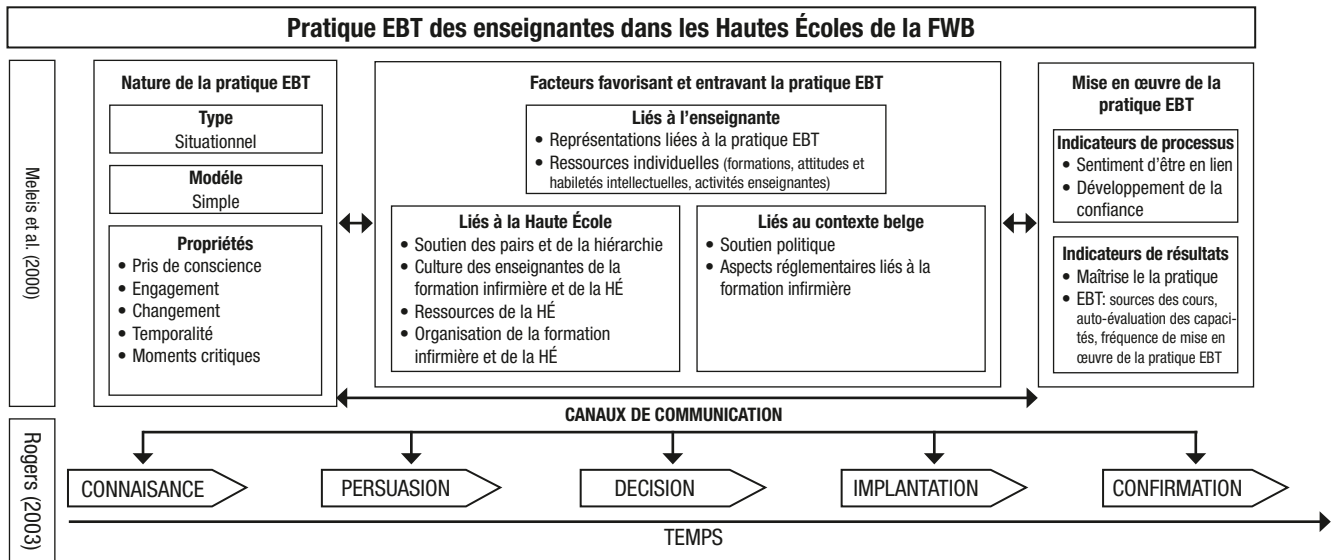 Pratique EBT des enseignantes dans les Hautes Écoles de la FWB
Meleis et al. (2000)
Nature de la pratique EBT
Type
Situationnel
Modéle
Simple
Propriétés
• Pris de conscience
• Engagement
• Changement
• Temporalité
• Moments critiques
Facteurs favorisant et entravant la pratique EBT
Liés à l'enseignante
• Représentations liées à la pratique EBT
• Ressources individuelles (formations, attitudes et
habiletés intellectuelles, activités enseignantes)
Liés à la Haute École
• Soutien des pairs et de la hiérarchie
• Culture des enseignantes de la
formation infirmière et de la HÉ
• Ressources de la HÉ
• Organisation de la formation
infirmière et de la HÉ
Liés au contexte belge
• Soutien politique
• Aspects réglementaires liés à la
formation infirmière
Mise en œuvre de la
pratique EBT
Indicateurs de processus
• Sentiment d'être en lien
• Développement de la
confiance
Indicateurs de résultats
• Maîtrise le la pratique
• EBT: sources des cours,
auto-évaluation des capaci-
tés, fréquence de mise en
œuvre de la pratique EBT
CANAUX DE COMMUNICATION
Rogers (2003)
CONNAISANCE
PERSUASION
DECISION
IMPLANTATION
CONFIRMATION
TEMPS